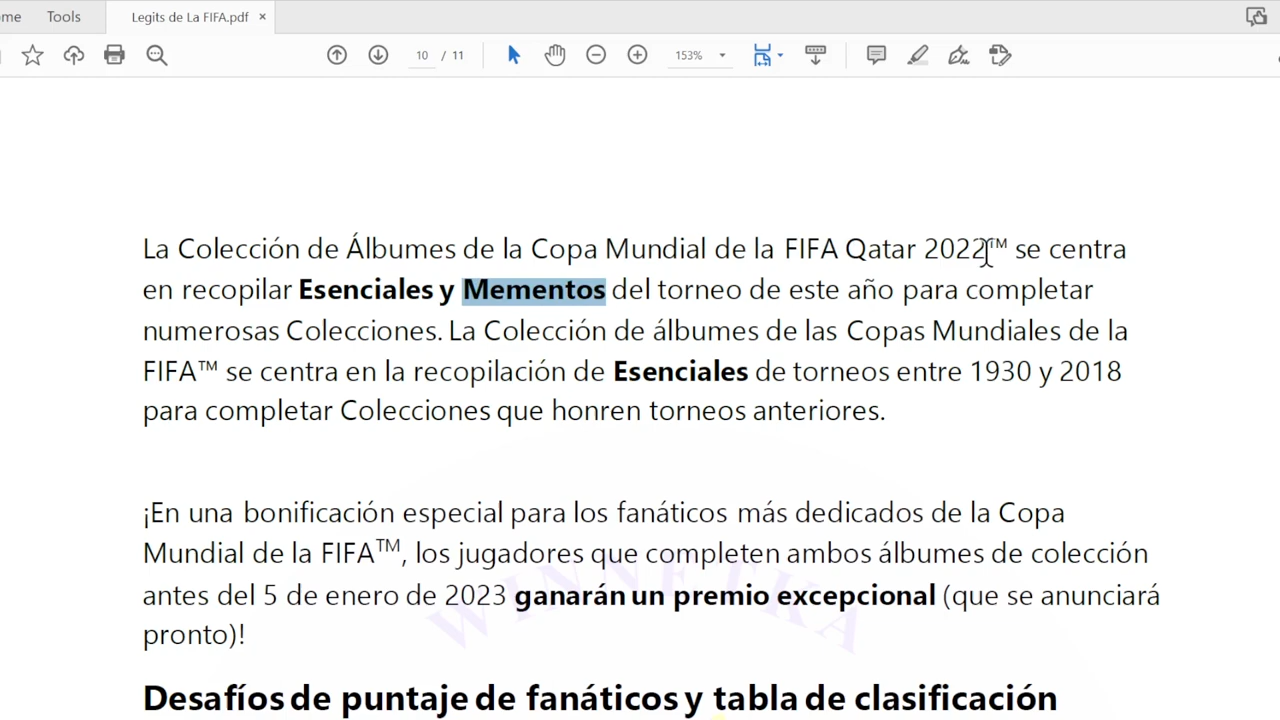 ome Tools Legits de La FIFA.pdf ×
10 / 11 153%
La Colección de Álbumes de la Copa Mundial de la FIFA Qatar 2022™ se centra
en recopilar Esenciales y Mementos del torneo de este año para completar
numerosas Colecciones. La Colección de álbumes de las Copas Mundiales de la
FIFA™ se centra en la recopilación de Esenciales de torneos entre 1930 y 2018
para completar Colecciones que honren torneos anteriores.
¡En una bonificación especial para los fanáticos más dedicados de la Copa
Mundial de la FIFATM, los jugadores que completen ambos álbumes de colección
antes del 5 de enero de 2023 ganarán un premio excepcional (que se anunciará
pronto)!
WINNETKA
Desafíos de puntaje de fanáticos y tabla de clasificación